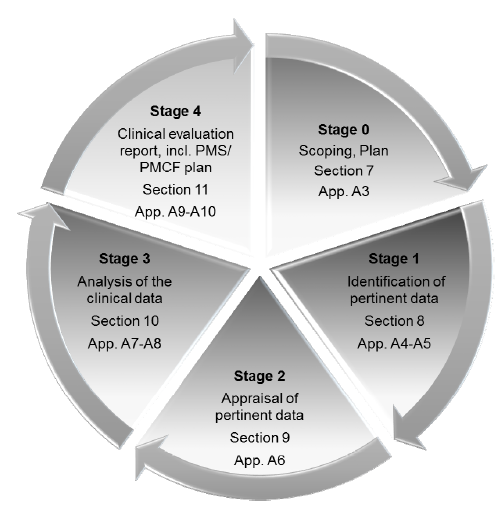 Stage 0
Scoping, Plan
Section 7
App. A3
Stage 1
Identification of
pertinent data
Section 8
App. A4-A5
Stage 2
Appraisal of
pertinent data
Section 9
App. A6
Stage 3
Analysis of the
clinical data
Section 10
App. A7-A8
Stage 4
Clinical evaluation
report, incl. PMS/
PMCF plan
Section 11
App. A9-A10